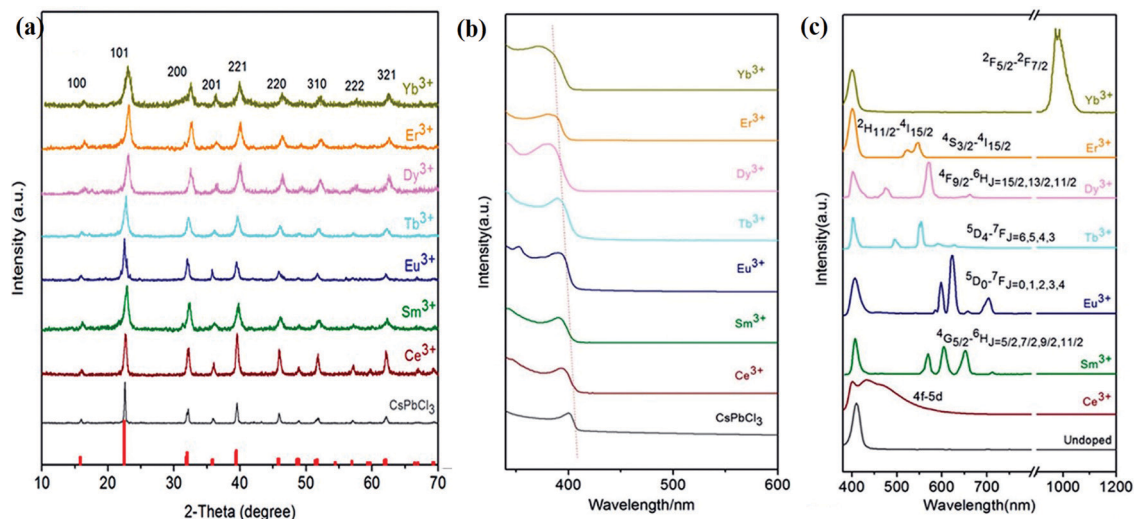 (a)
Intensity (a.u.)
100
101
200
201
221
220
310
222
321
Yb3+
Er3+
Dy3+
Tb3+
Eu3+
Sm3+
Ce3+
CsPbCl3
10 20 30 40 50 60 70
2-Theta (degree)
(b)
Intensity(a.u.)
Yb3+
Er3+
Dy3+
Tb3+
Eu3+
Sm3+
Ce3+
CsPbCl3
400 500 600
Wavelength/nm
(c)
Intensity(a.u.)
2F5/2-2F7/2
Yb3+
2H11/2-4I15/2
4S3/2-4I15/2
Er3+
4F9/2-6HJ=15/2,13/2,11/2
Dy3+
5D4-7FJ=6,5,4,3
Tb3+
5D0-7FJ=0,1,2,3,4
Eu3+
4G5/2-6HJ=5/2,7/2,9/2,11/2
Sm3+
4f-5d
Ce3+
Undoped
400 500 600 700 800 1000 1200
Wavelength(nm)